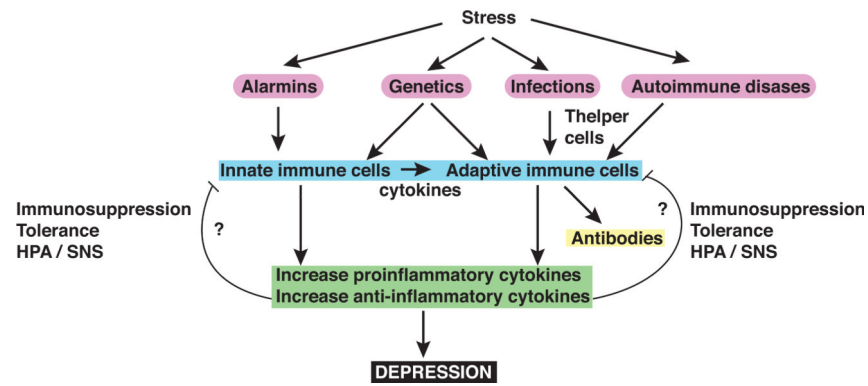 Stress
Alarmins
Genetics
Infections
Autoimmune disases
Thelper
cells
Innate immune cells
Adaptive immune cells
cytokines
Immunosuppression
Tolerance
HPA / SNS
?
?
Immunosuppression
Tolerance
HPA / SNS
Antibodies
Increase proinflammatory cytokines
Increase anti-inflammatory cytokines
DEPRESSION